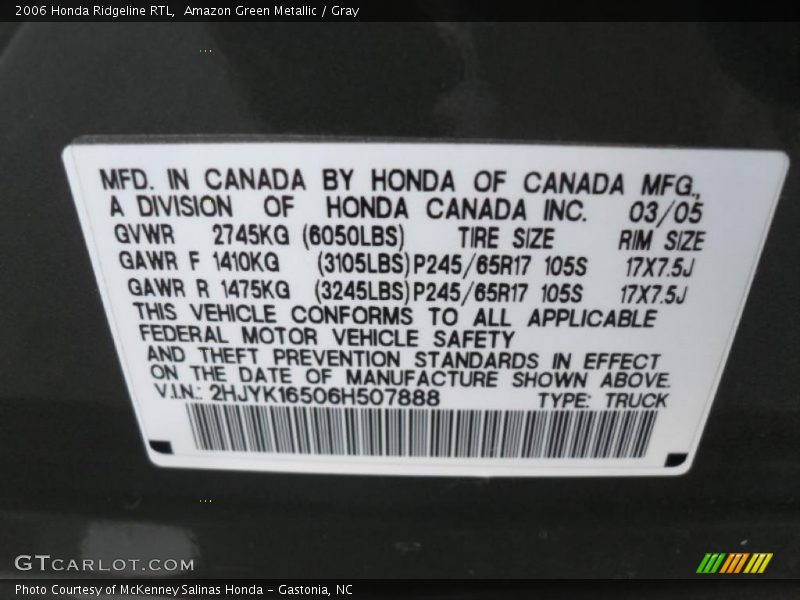 2006 Honda Ridgeline RTL,  Amazon Green Metallic / Gray
MFD. IN CANADA BY HONDA OF CANADA MFG.,
A DIVISION OF HONDA CANADA INC. 03/05
GVWR 2745KG (6050LBS) TIRE SIZE RIM SIZE
GAWR F 1410KG (3105LBS) P245/65R17 105S 17X7.5J
GAWR R 1475KG (3245LBS) P245/65R17 105S 17X7.5J
THIS VEHICLE CONFORMS TO ALL APPLICABLE
FEDERAL MOTOR VEHICLE SAFETY
AND THEFT PREVENTION STANDARDS IN EFFECT
ON THE DATE OF MANUFACTURE SHOWN ABOVE.
V.I.N.: 2HJYK16506H507888 TYPE: TRUCK
GTCARLOT.COM
Photo Courtesy of McKenney Salinas Honda - Gastonia, NC